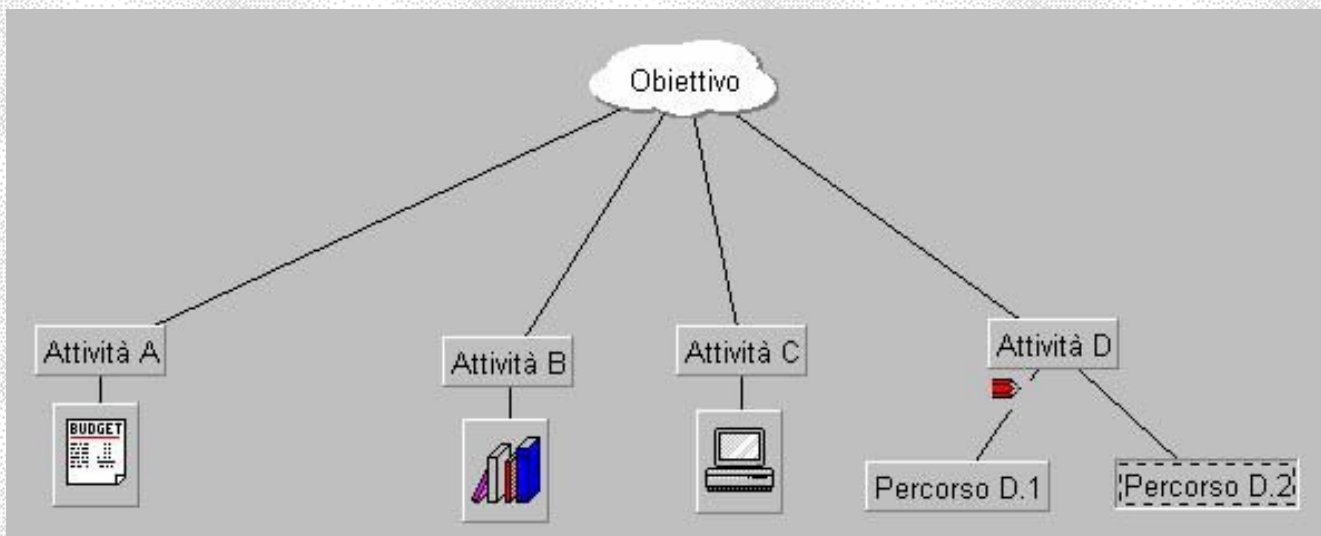 Obiettivo
Attività A
Attività B
Attività C
Attività D
BUDGET
Percorso D.1
Percorso D.2